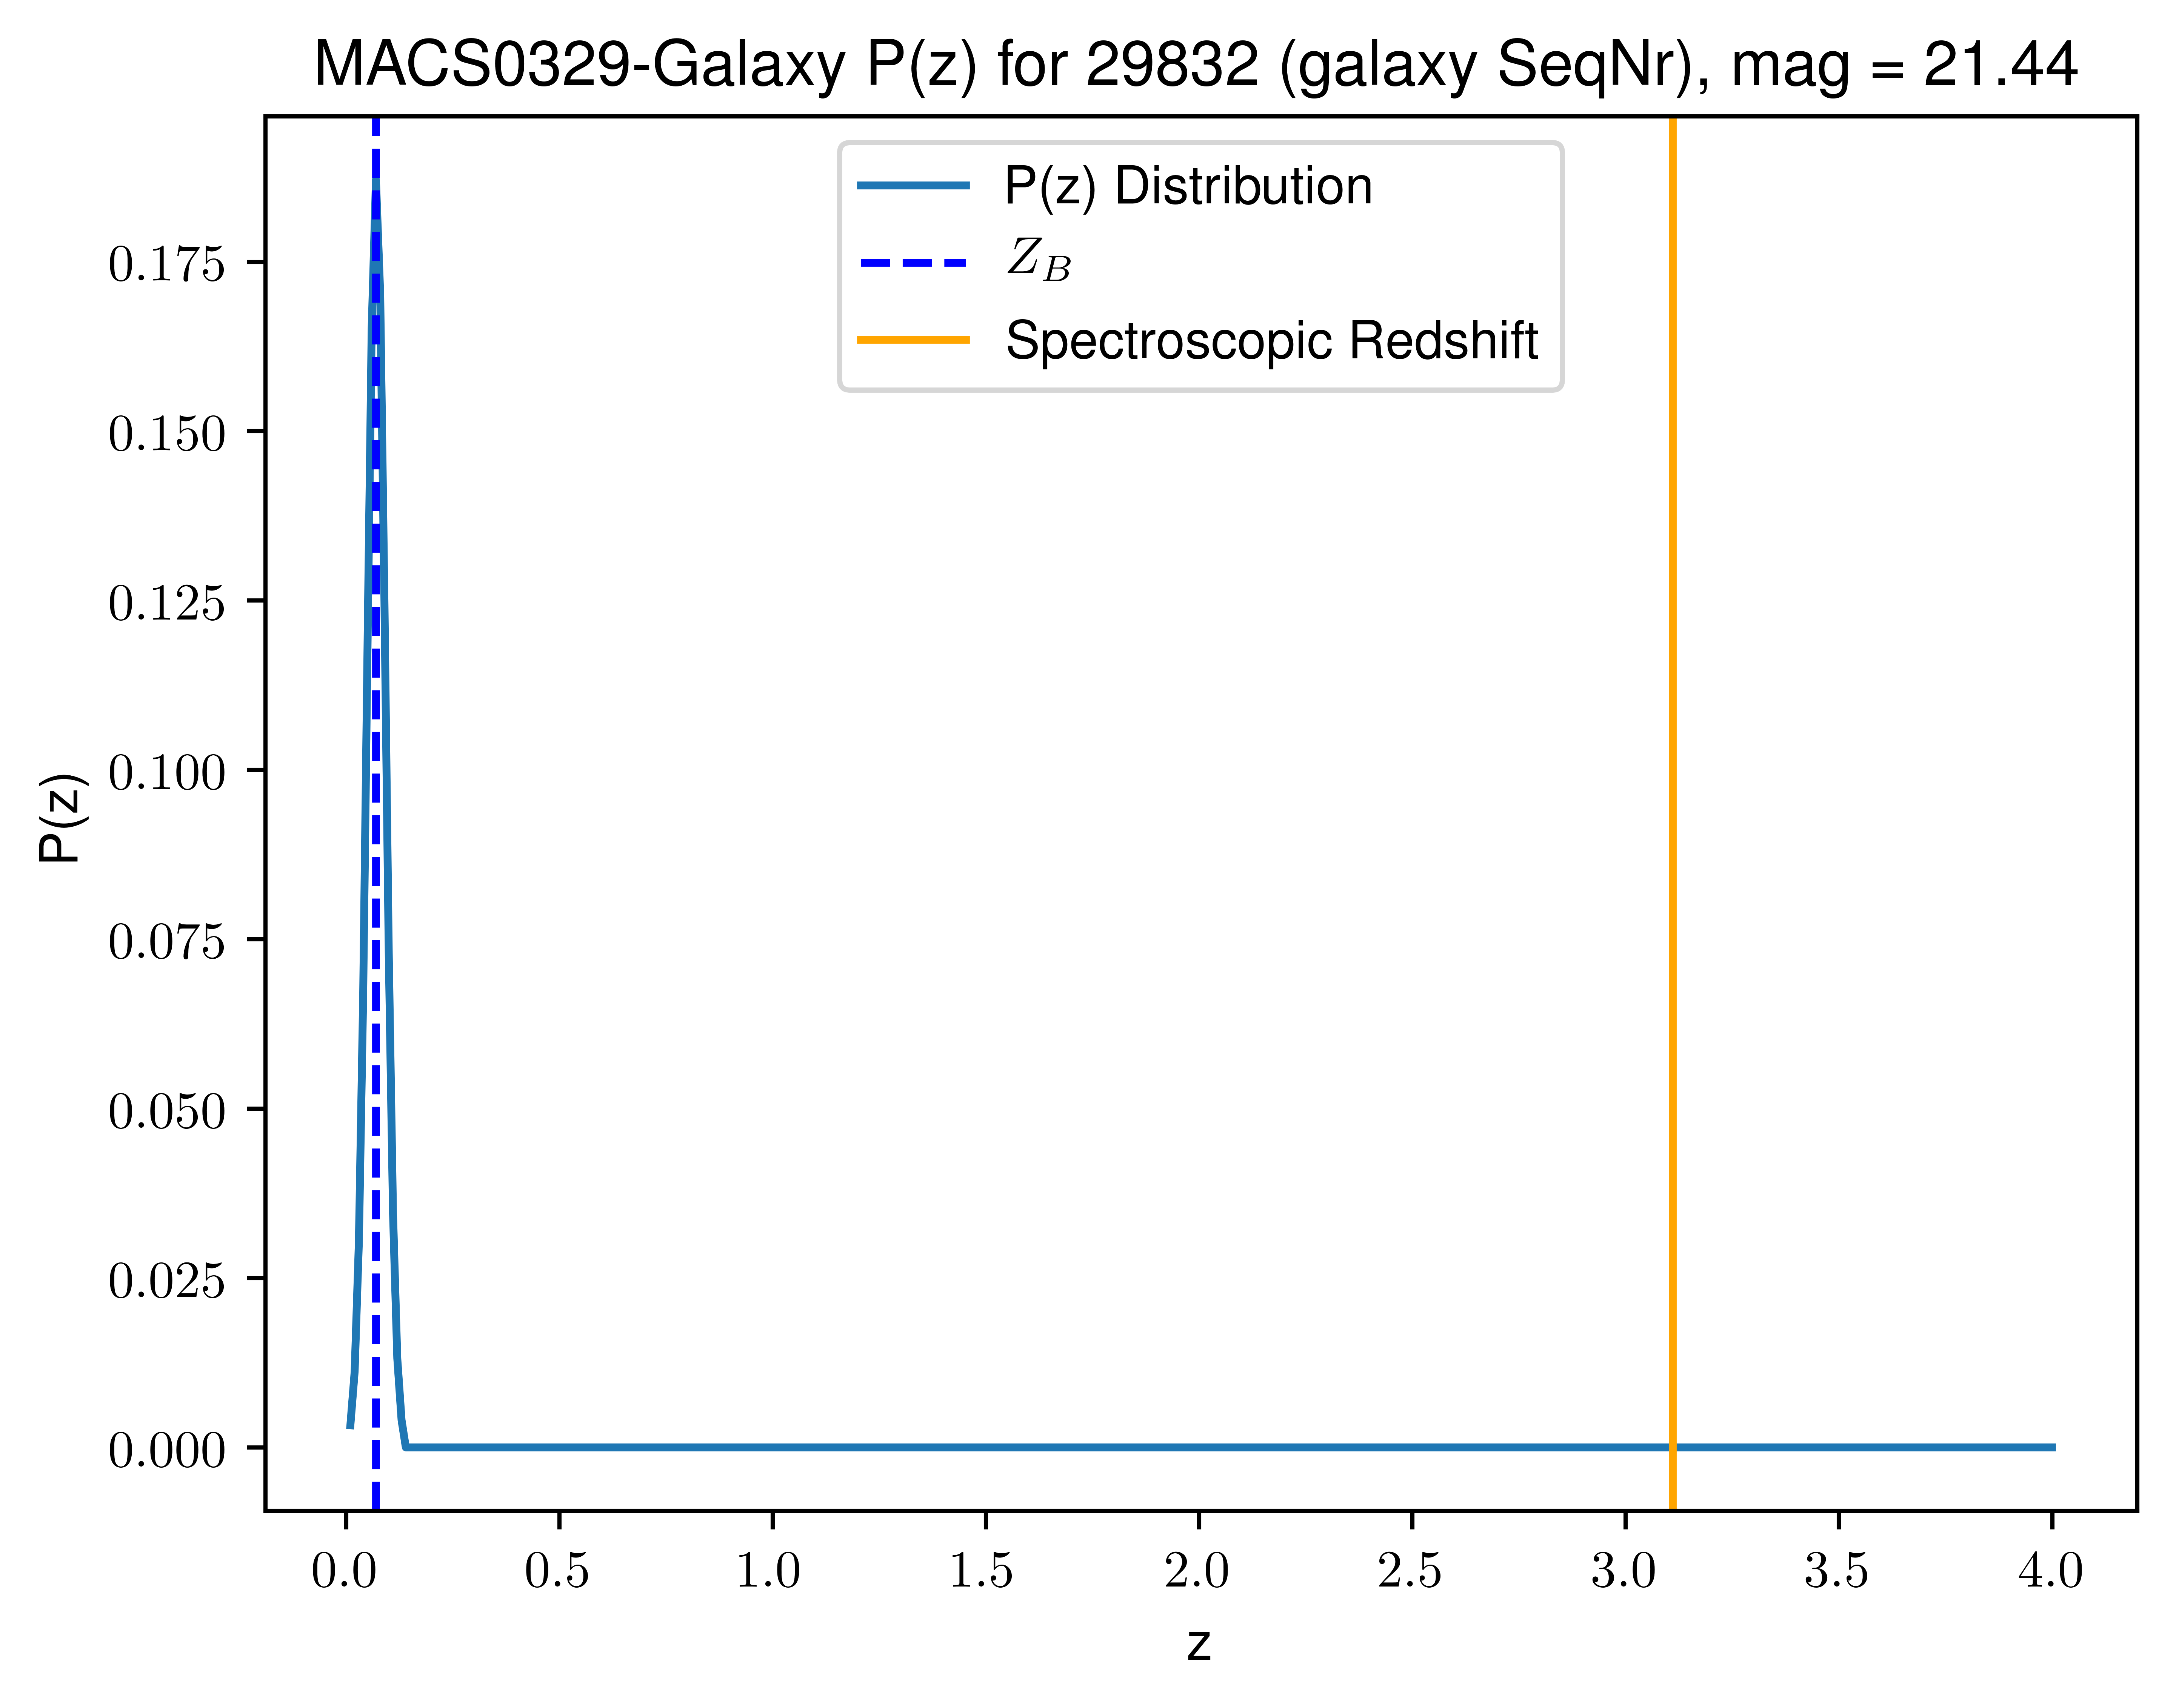 MACS0329-Galaxy P(z) for 29832 (galaxy SeqNr), mag = 21.44
P(z) Distribution
Z_B
Spectroscopic Redshift
P(z)
0.175
0.150
0.125
0.100
0.075
0.050
0.025
0.000
0.0 0.5 1.0 1.5 2.0 2.5 3.0 3.5 4.0
z